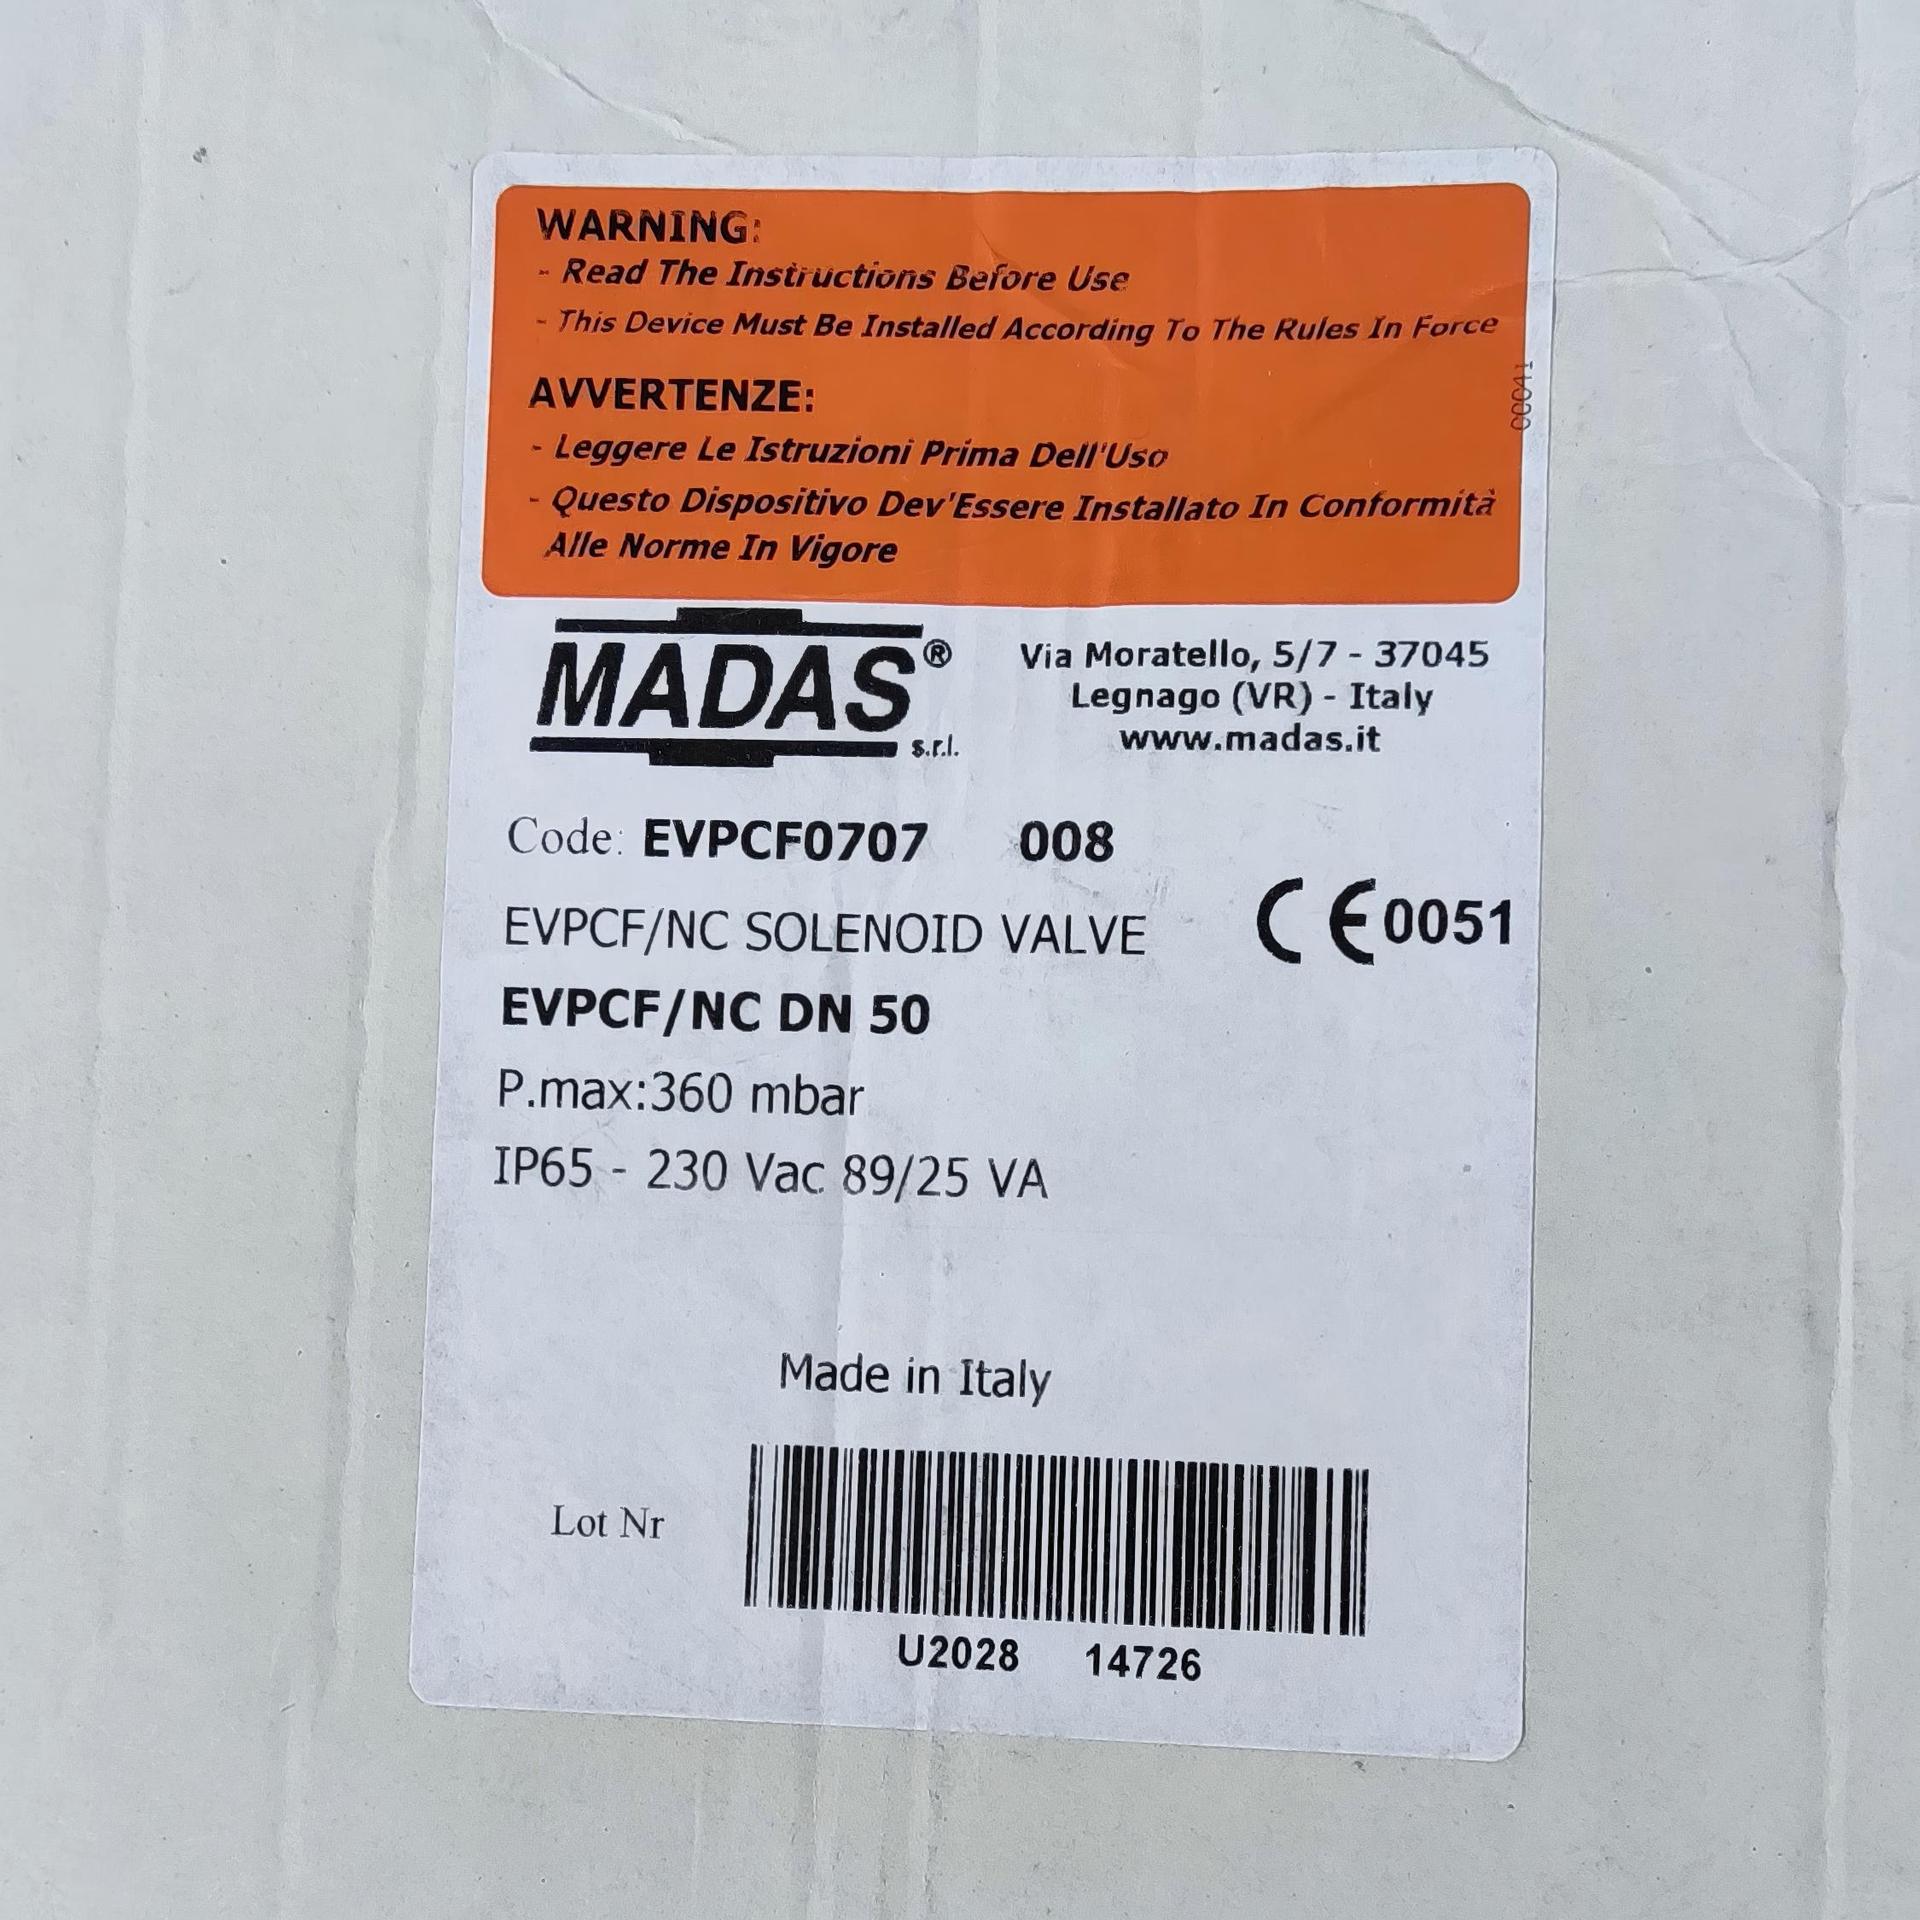 WARNING:
- Read The Instructions Before Use
- This Device Must Be Installed According To The Rules In Force
AVVERTENZE:
- Leggere Le Istruzioni Prima Dell'Uso
- Questo Dispositivo Dev'Essere Installato In Conformità
Alle Norme In Vigore
MADAS®
s.r.l.
Via Moratello, 5/7 - 37045
Legnago (VR) - Italy
www.madas.it
Code: EVPCF0707 008
EVPCF/NC SOLENOID VALVE
CE 0051
EVPCF/NC DN 50
P.max:360 mbar
IP65 - 230 Vac 89/25 VA
Made in Italy
Lot Nr
U2028 14726